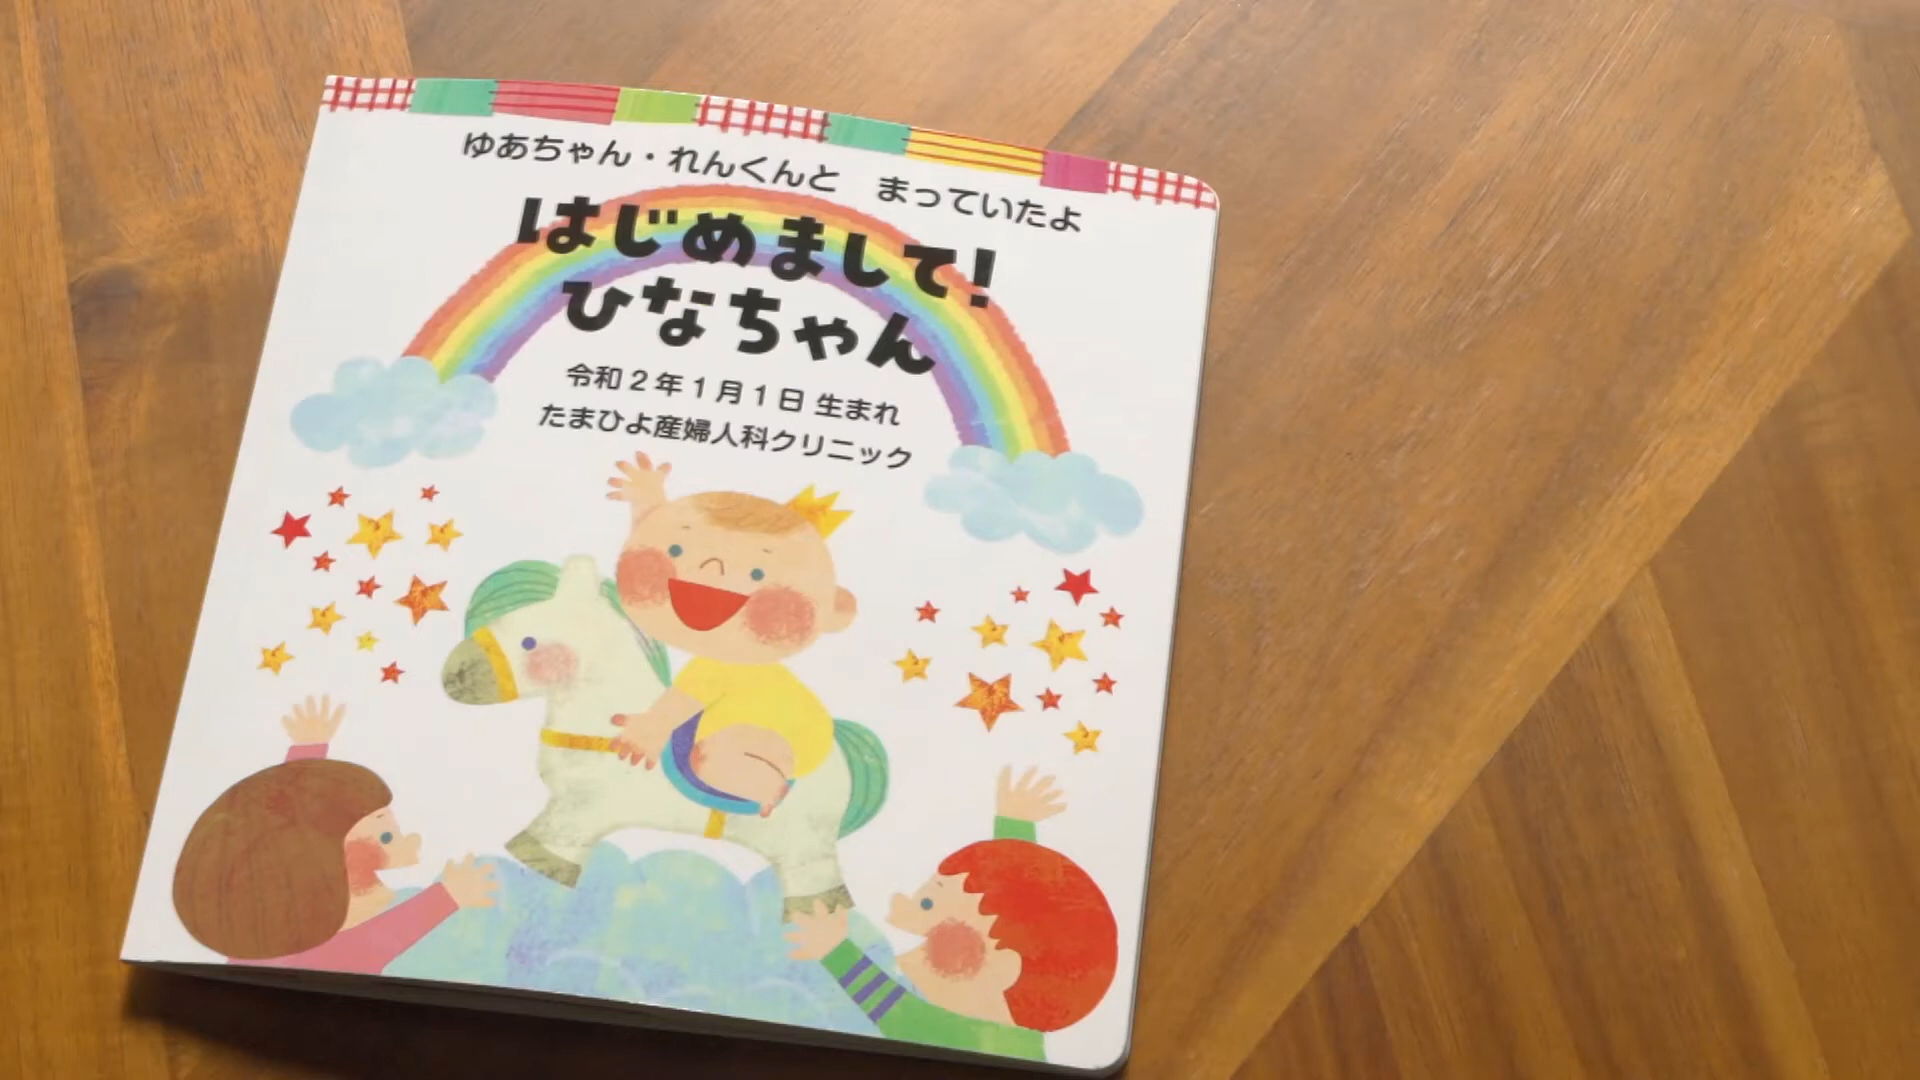 ゆあちゃん・れんくんと　まっていたよ
はじめまして!
ひなちゃん
令和2年1月1日 生まれ
たまひよ産婦人科クリニック